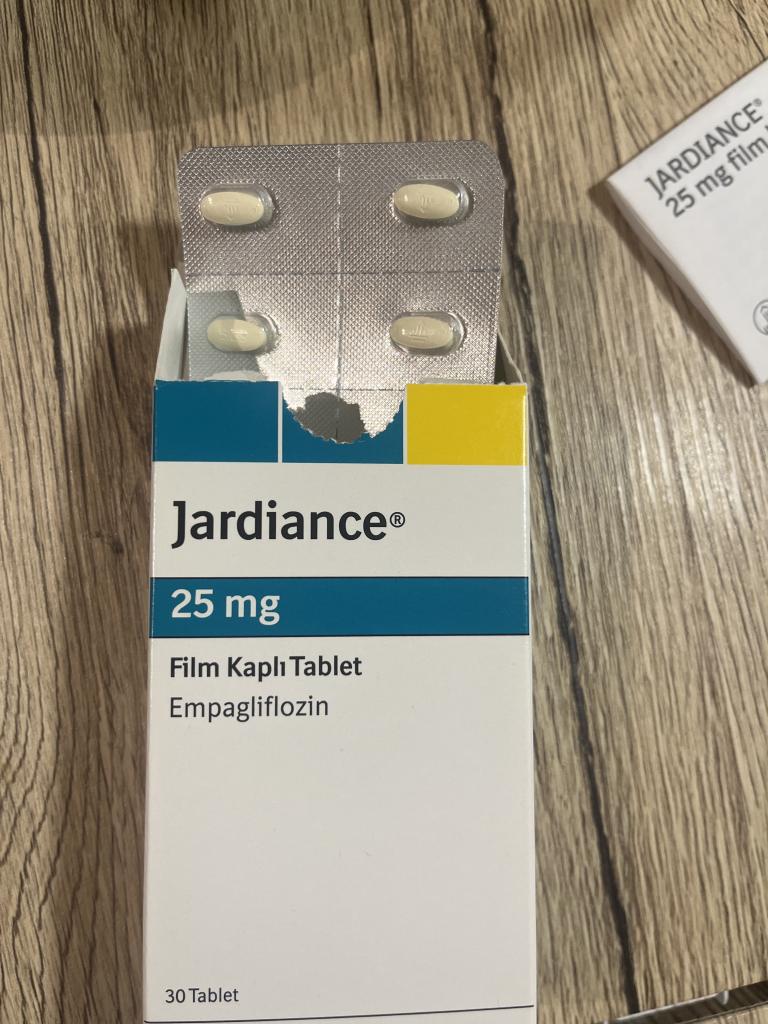 JARDIANCE®
25 mg film
Jardiance®
25 mg
Film Kaplı Tablet
Empagliflozin
30 Tablet